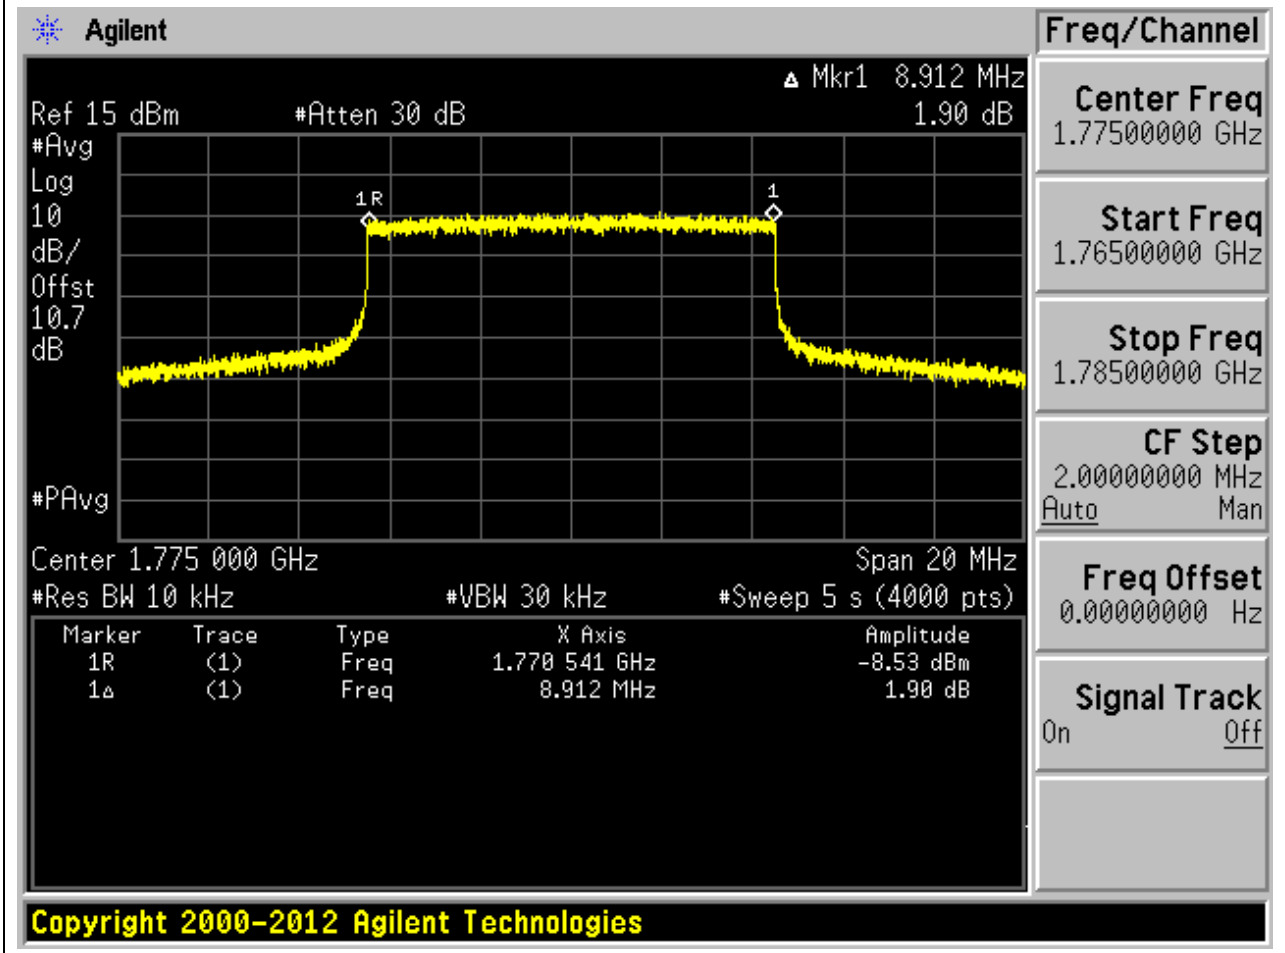 Agilent
Freq/Channel
Δ Mkr1 8.912 MHz
Ref 15 dBm #Atten 30 dB 1.90 dB
#Avg
Log
10
dB/
Offst
10.7
dB
#PAvg
1R
1
Center 1.775 000 GHz Span 20 MHz
#Res BW 10 kHz #VBW 30 kHz #Sweep 5 s (4000 pts)
Marker Trace Type X Axis Amplitude
1R (1) Freq 1.770 541 GHz -8.53 dBm
1Δ (1) Freq 8.912 MHz 1.90 dB
Center Freq
1.77500000 GHz
Start Freq
1.76500000 GHz
Stop Freq
1.78500000 GHz
CF Step
2.00000000 MHz
Auto Man
Freq Offset
0.00000000 Hz
Signal Track
On Off
Copyright 2000-2012 Agilent Technologies